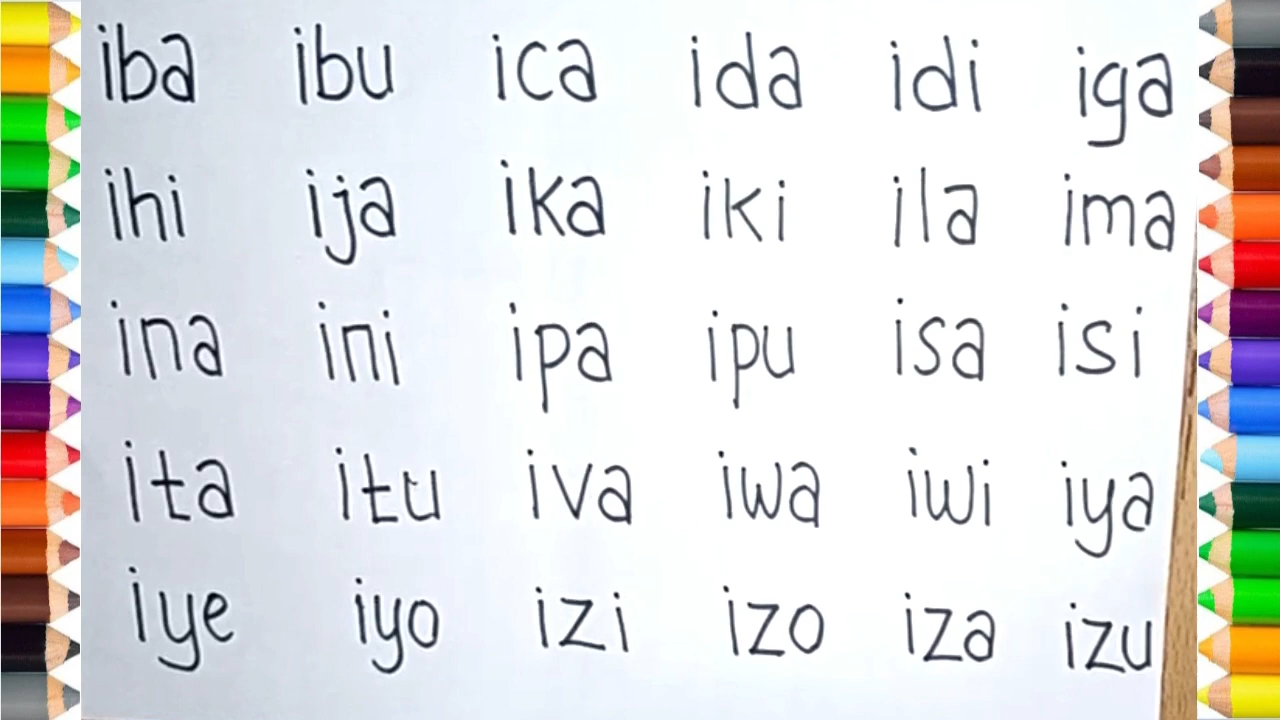 iba ibu ica ida idi iga
ihi ija ika iki ila ima
ina ini ipa ipu isa isi
ita itu iva iwa iwi iya
iye iyo izi izo iza izu